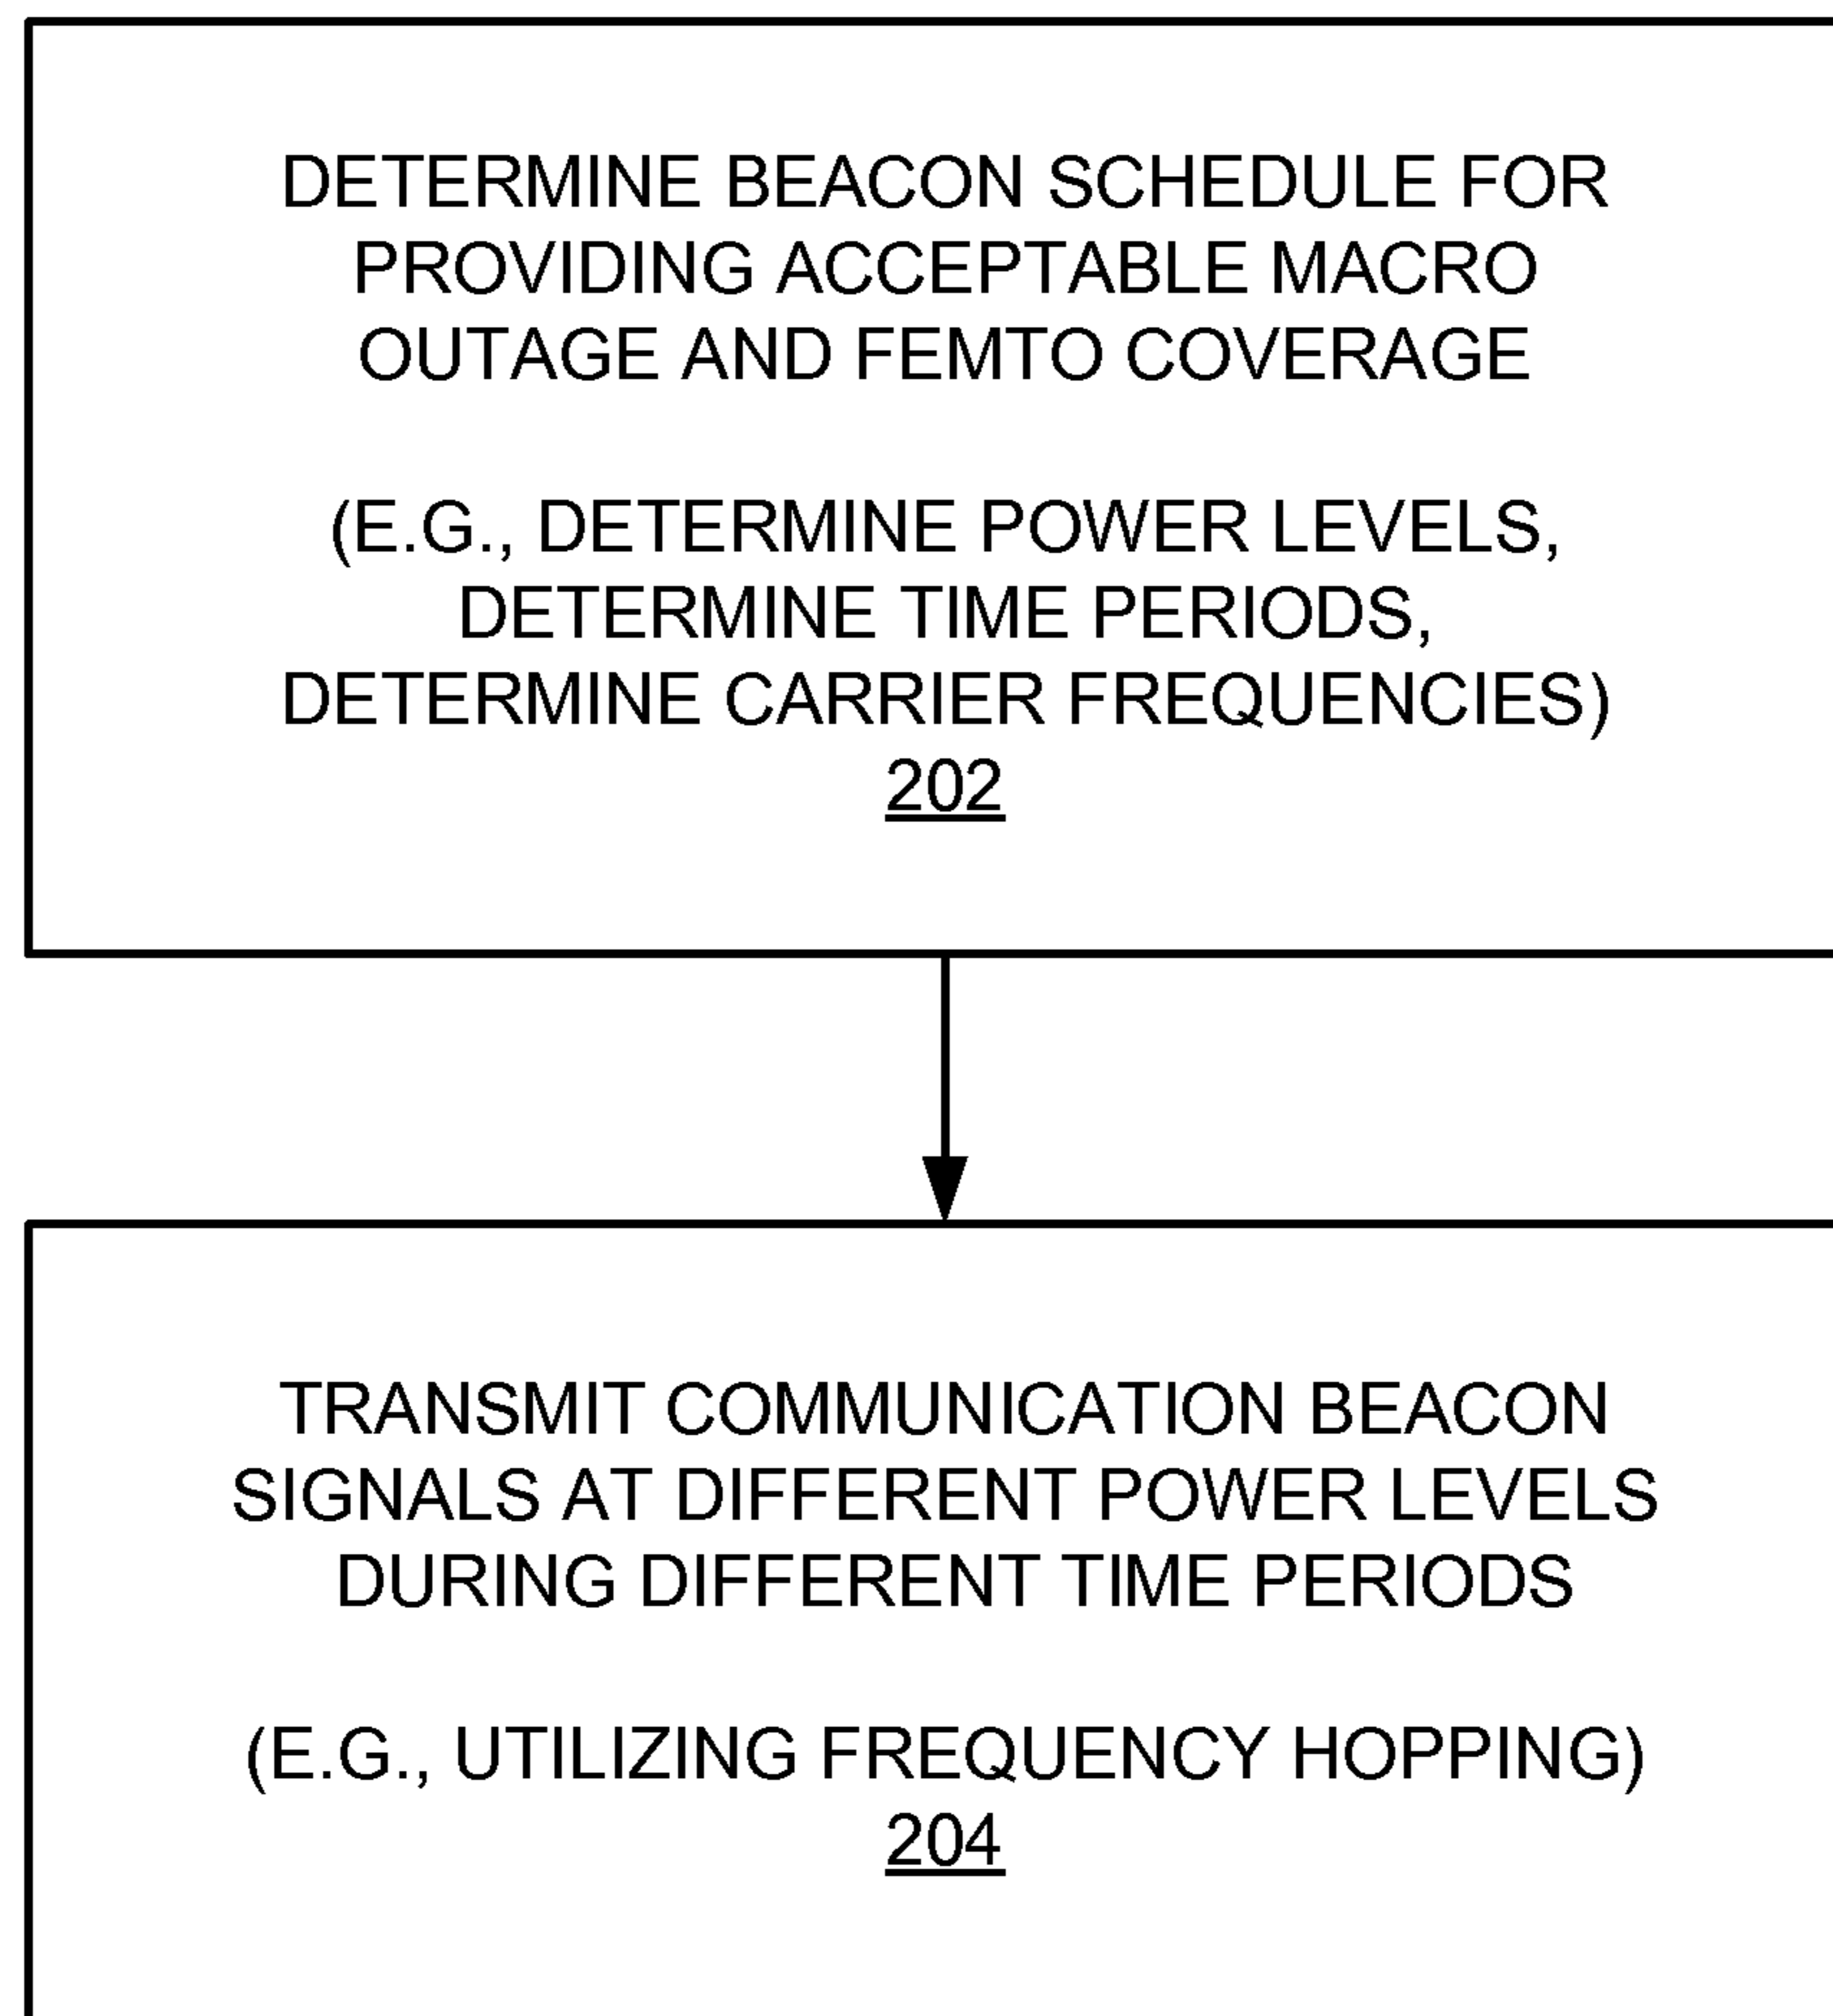 DETERMINE BEACON SCHEDULE FOR
PROVIDING ACCEPTABLE MACRO
OUTAGE AND FEMTO COVERAGE
(E.G., DETERMINE POWER LEVELS,
DETERMINE TIME PERIODS,
DETERMINE CARRIER FREQUENCIES)
202
TRANSMIT COMMUNICATION BEACON
SIGNALS AT DIFFERENT POWER LEVELS
DURING DIFFERENT TIME PERIODS
(E.G., UTILIZING FREQUENCY HOPPING)
204